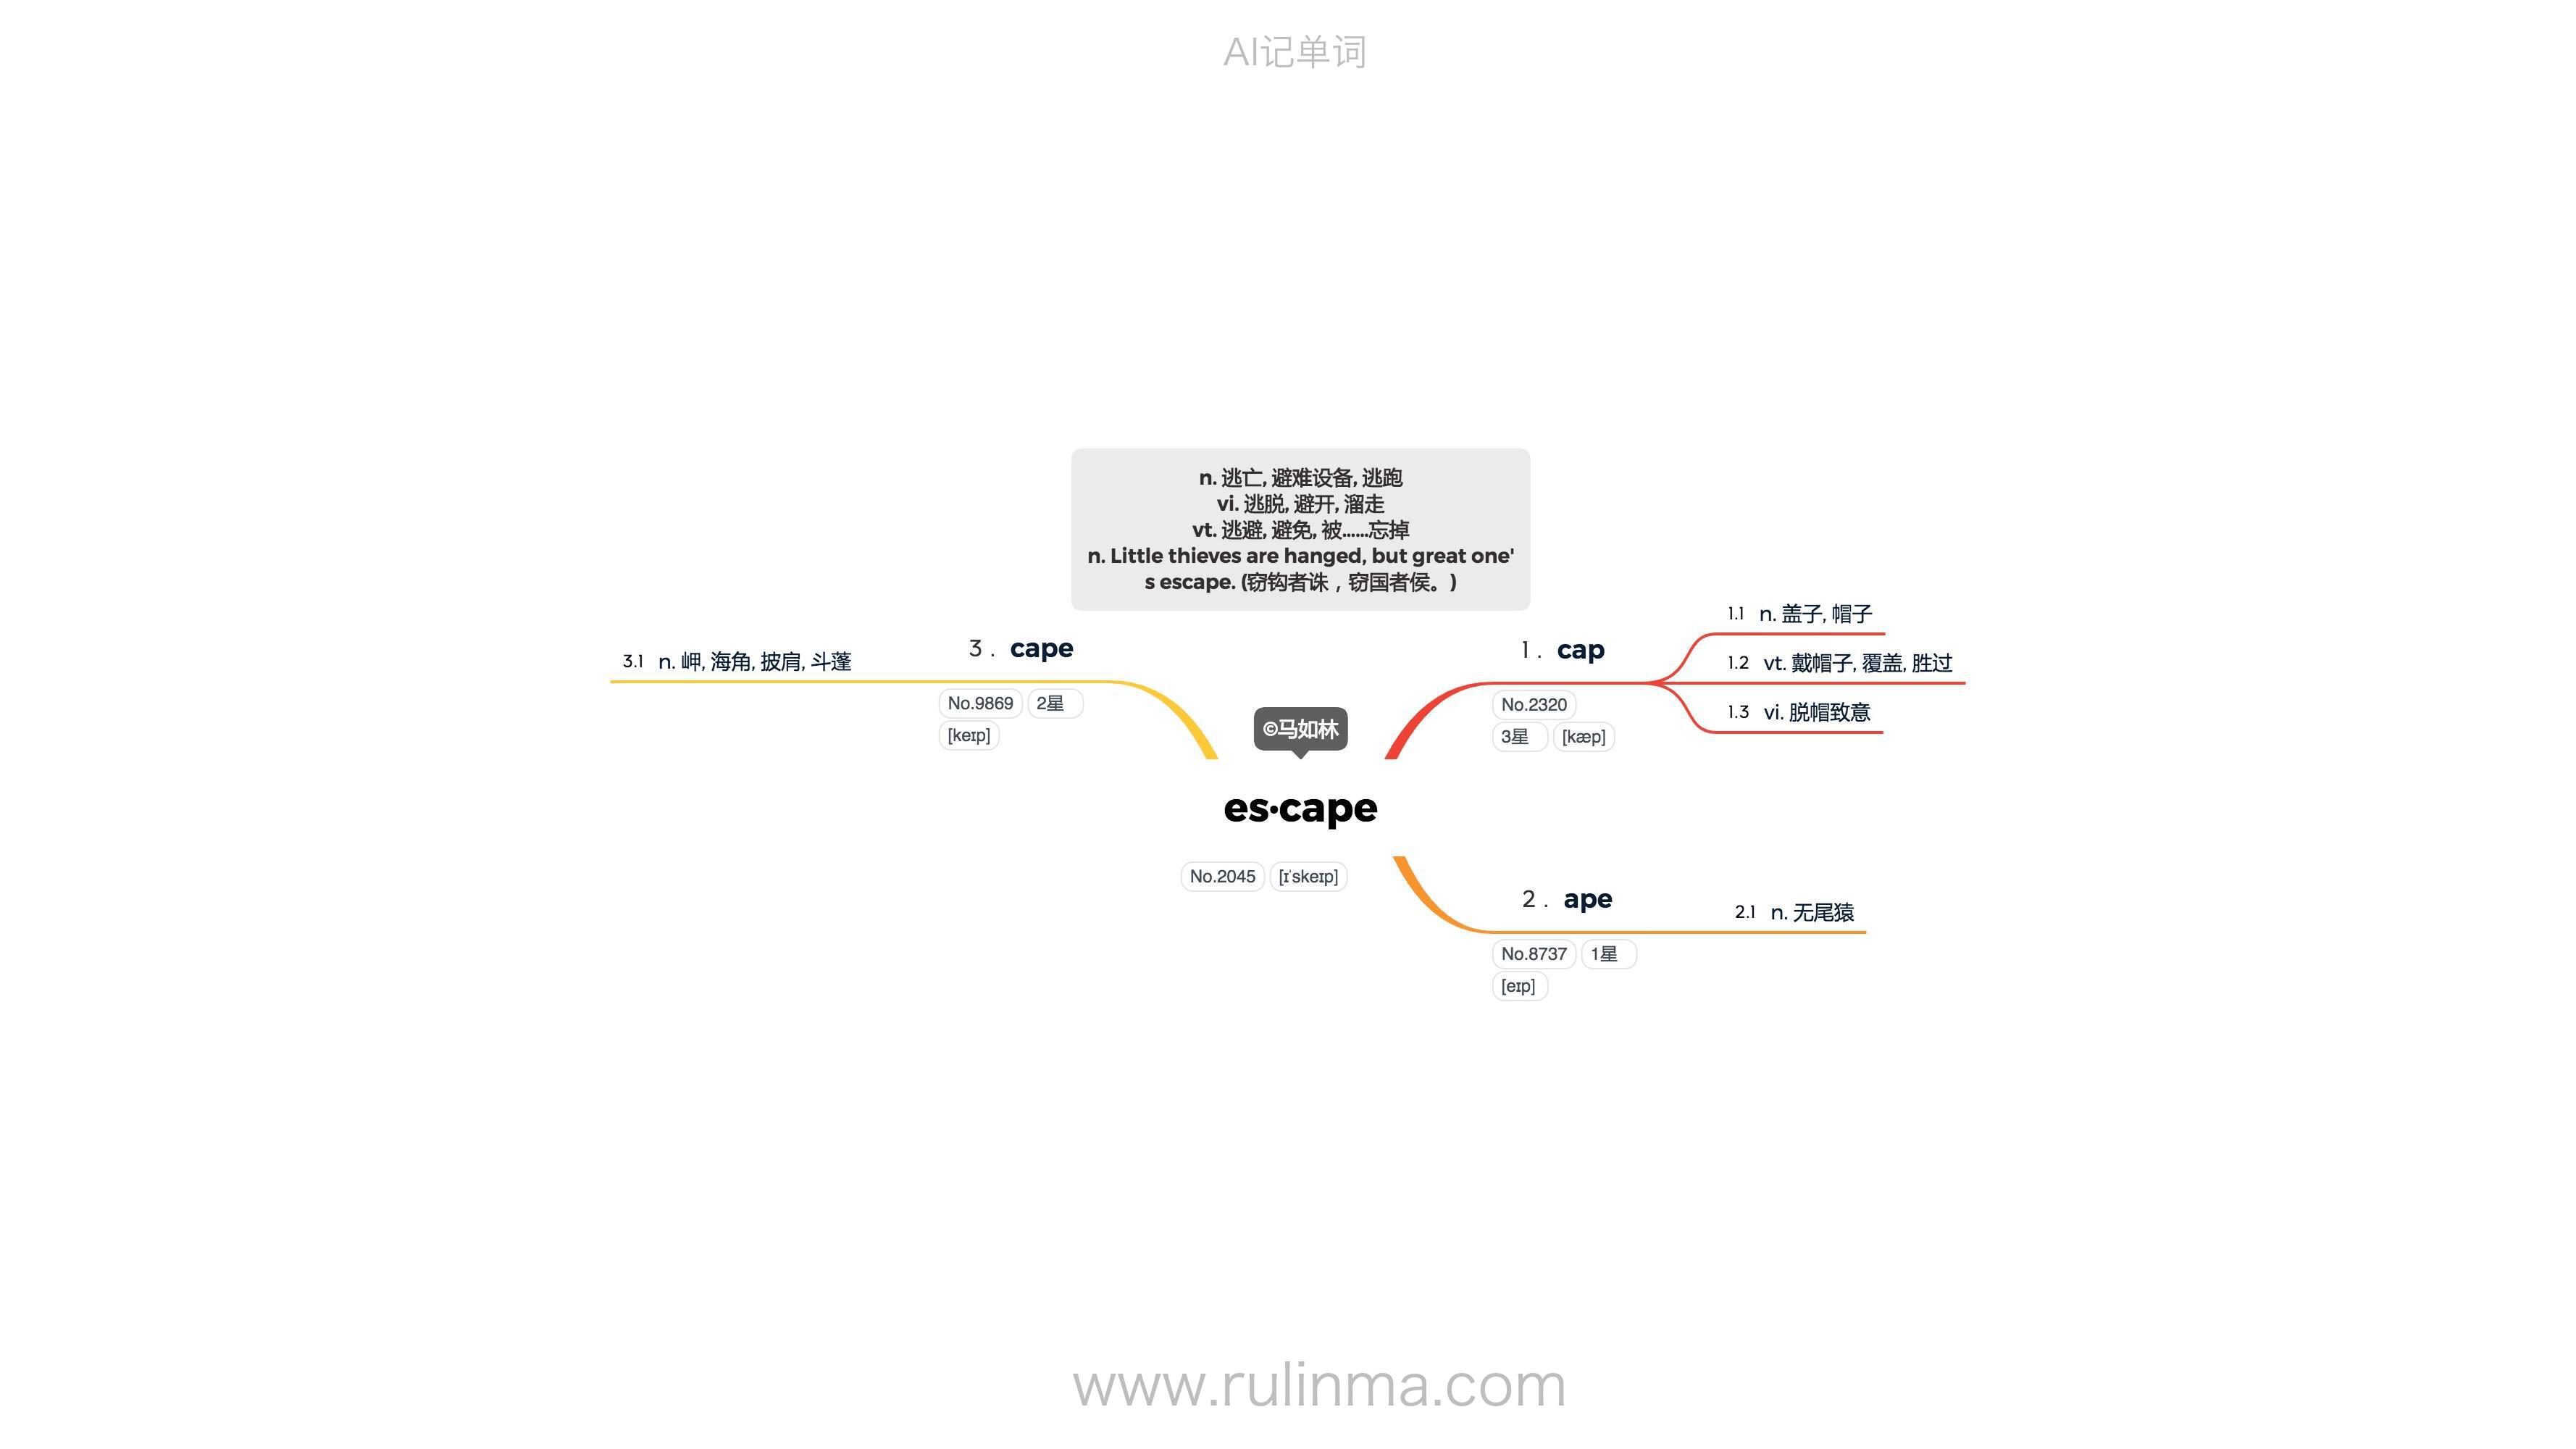 AI记单词
n. 逃亡, 避难设备, 逃跑
vi. 逃脱, 避开, 溜走
vt. 逃避, 避免, 被……忘掉
n. Little thieves are hanged, but great one'
s escape. (窃钩者诛，窃国者侯。)
©马如林
es·cape
No.2045 [ɪˈskeɪp]
1. cap
No.2320
3星 [kæp]
1.1 n. 盖子, 帽子
1.2 vt. 戴帽子, 覆盖, 胜过
1.3 vi. 脱帽致意
2. ape
No.8737 1星
[eɪp]
2.1 n. 无尾猿
3. cape
No.9869 2星
[keɪp]
3.1 n. 岬, 海角, 披肩, 斗蓬
www.rulinma.com